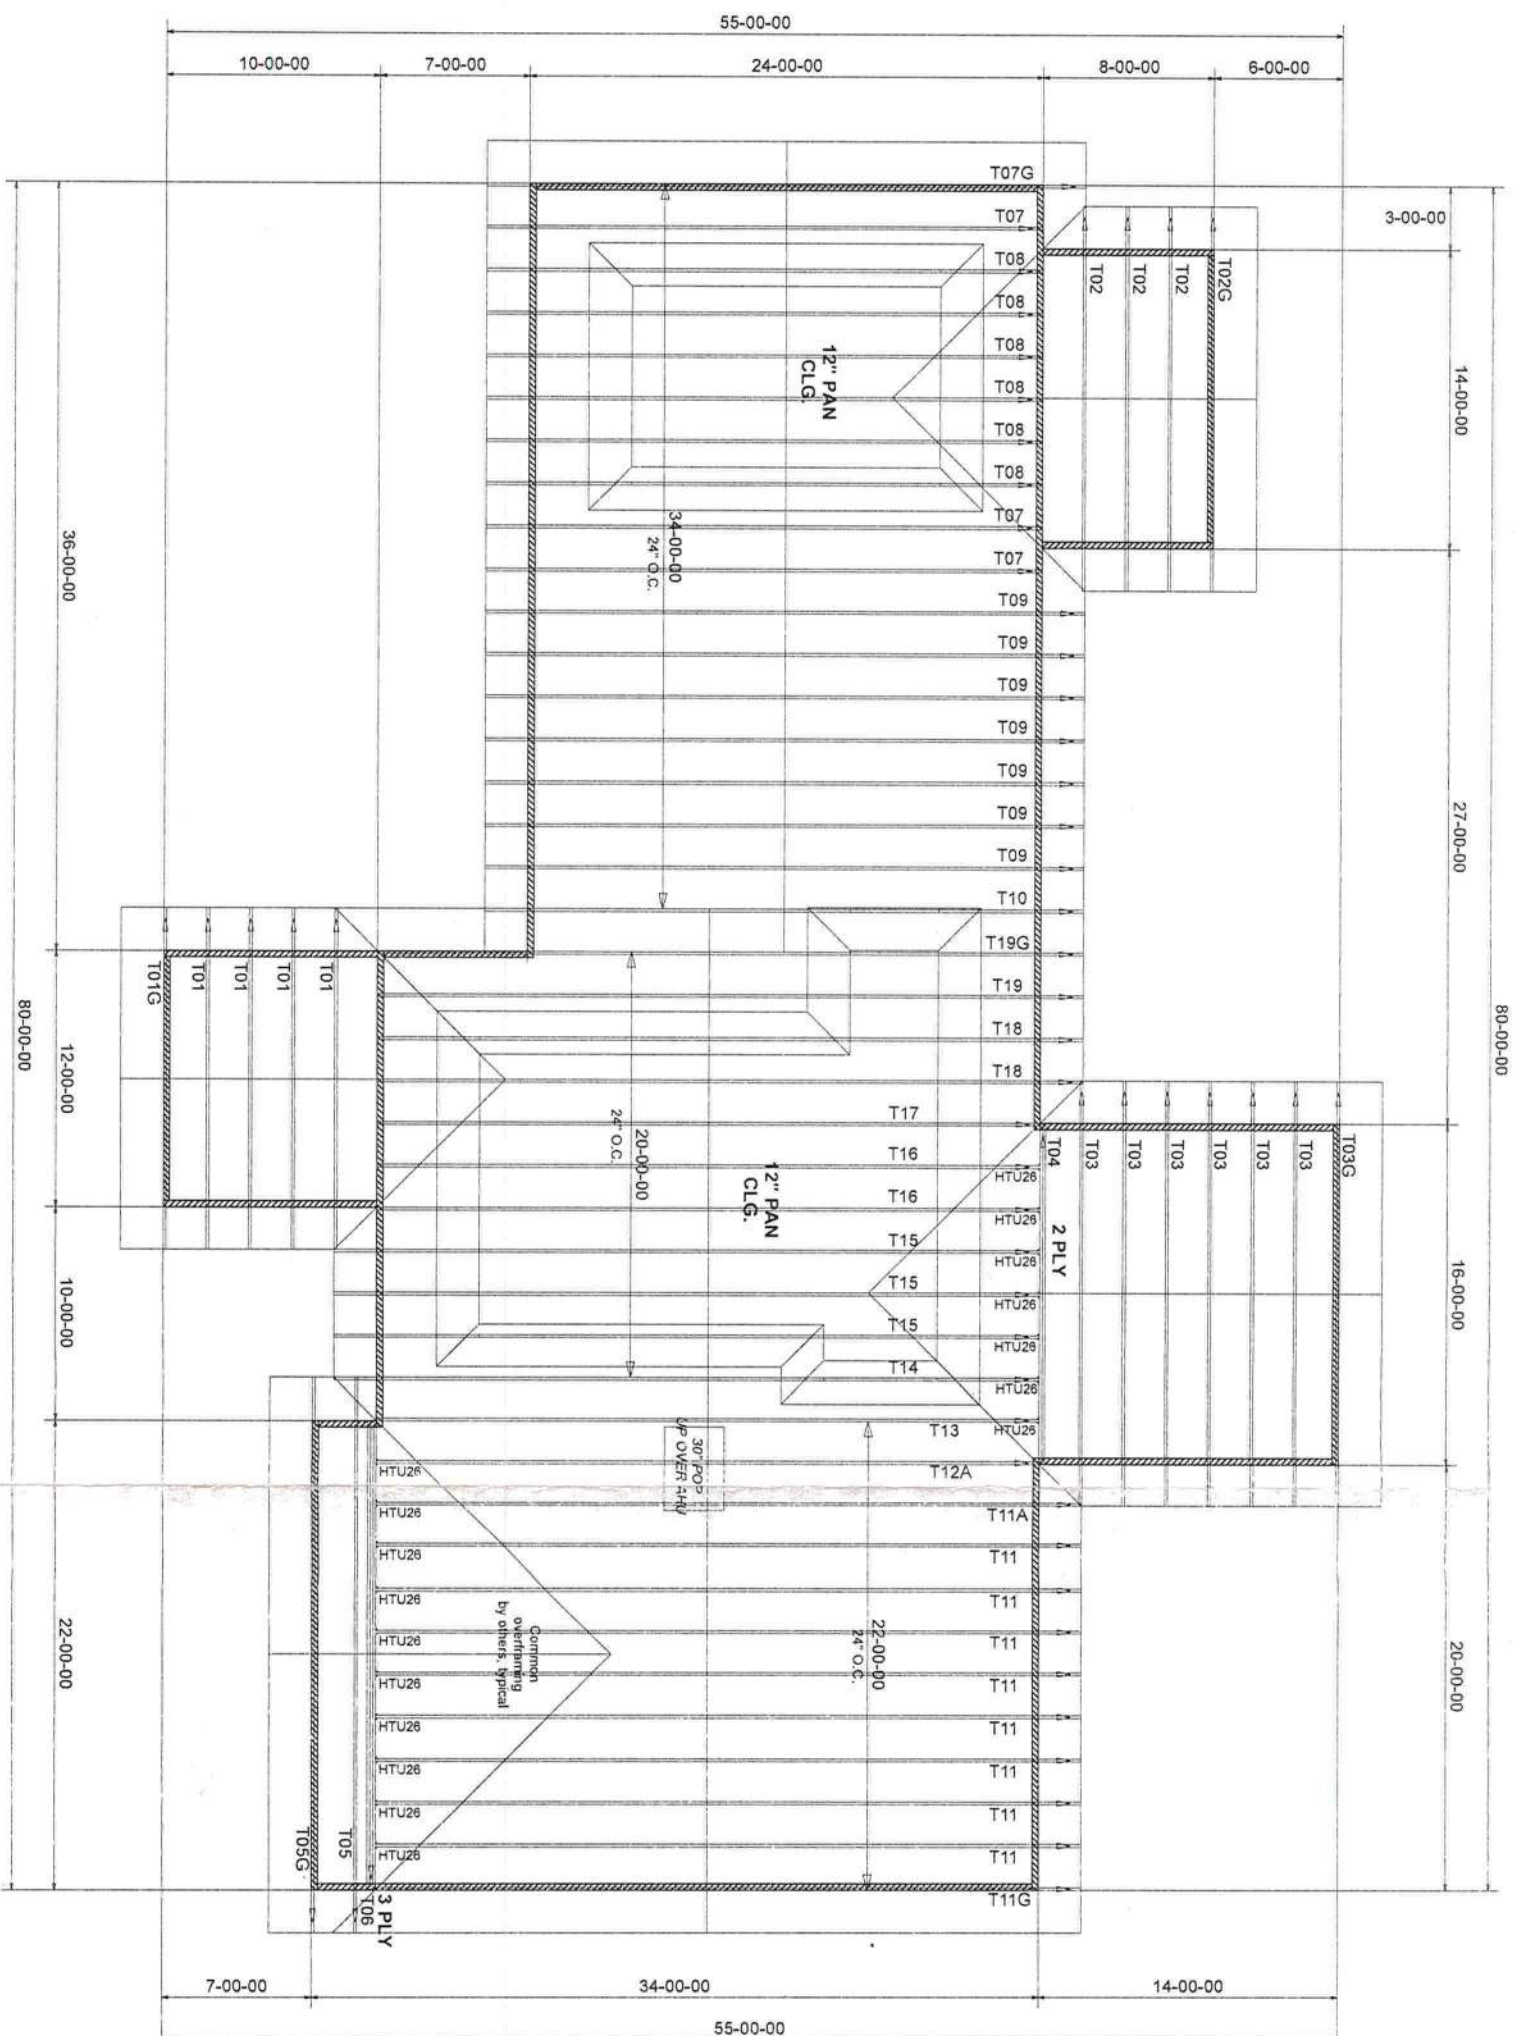 55-00-00
10-00-00
7-00-00
24-00-00
8-00-00
6-00-00
T07G
T07
T08
T08
T08
T08
T08
T08
T07
T07
T09
T09
T09
T09
T09
T09
T09
T10
T19G
T19
T18
T18
T17
T16
T16
T15
T15
T15
T14
T13
T12A
T11A
T11
T11
T11
T11
T11
T11
T11
T11
T11G
3-00-00
14-00-00
27-00-00
16-00-00
20-00-00
80-00-00
T02G
T02
T02
T02
12" PAN
CLG.
34-00-00
24" O.C.
36-00-00
12-00-00
10-00-00
22-00-00
80-00-00
T01
T01
T01
T01
T01G
20-00-00
24" O.C.
12" PAN
CLG.
T03G
T03
T03
T03
T03
T03
T03
T04
2 PLY
HTU26
HTU26
HTU26
HTU26
HTU26
HTU26
HTU26
30" POP
UP OVER AHU
HTU26
HTU26
HTU26
HTU26
HTU26
HTU26
HTU26
HTU26
HTU26
HTU26
Common
overframing
by others, typical
22-00-00
24" O.C.
T05
T05G
T06
3 PLY
7-00-00
34-00-00
14-00-00
55-00-00